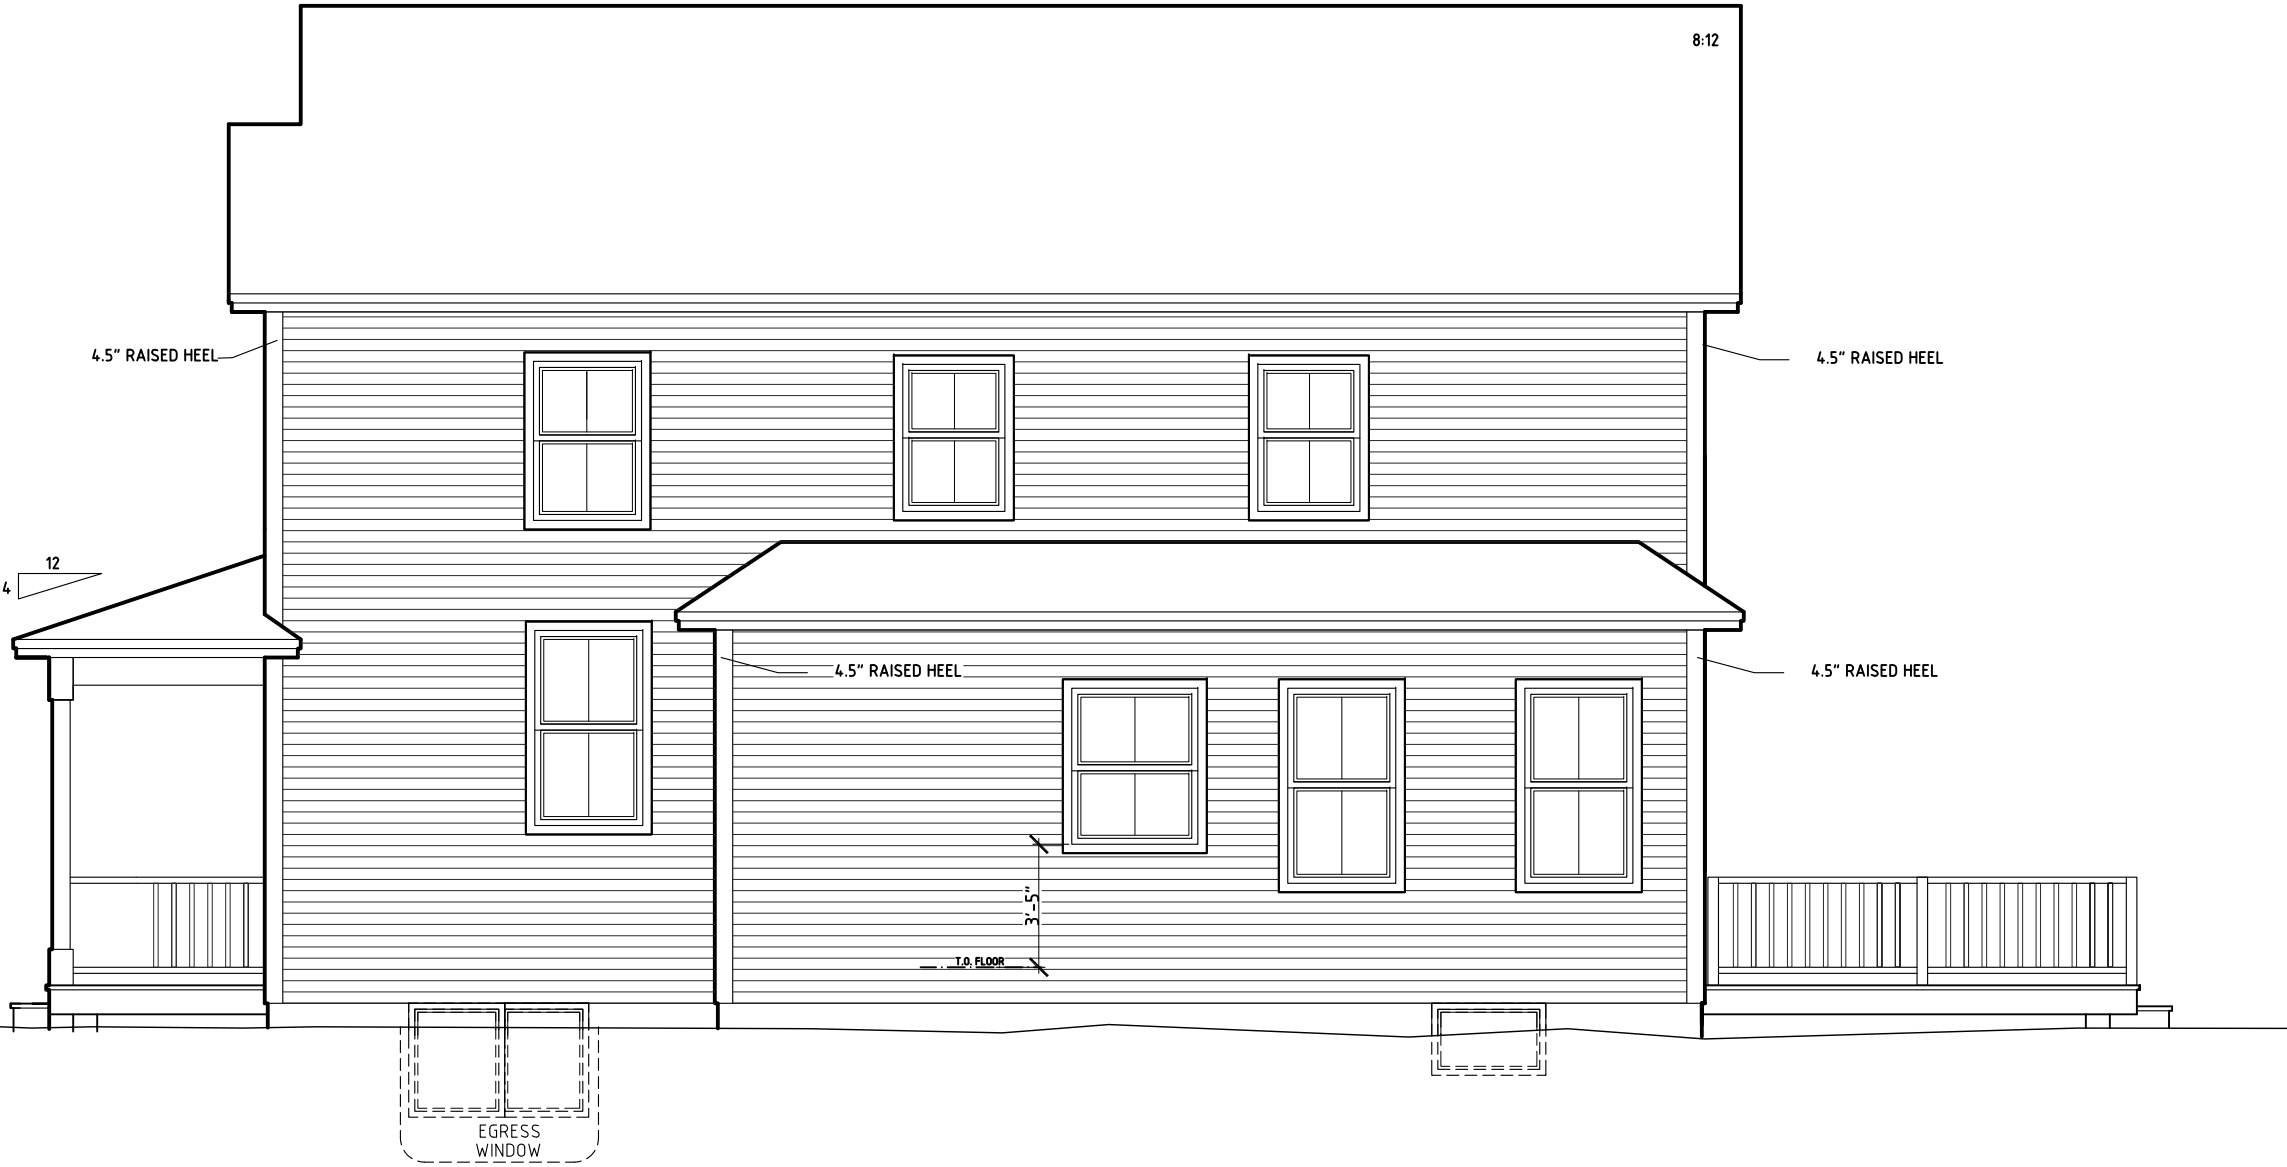 8:12
4.5" RAISED HEEL
4.5" RAISED HEEL
12
4
4.5" RAISED HEEL
4.5" RAISED HEEL
3'-5"
T.O. FLOOR
EGRESS
WINDOW